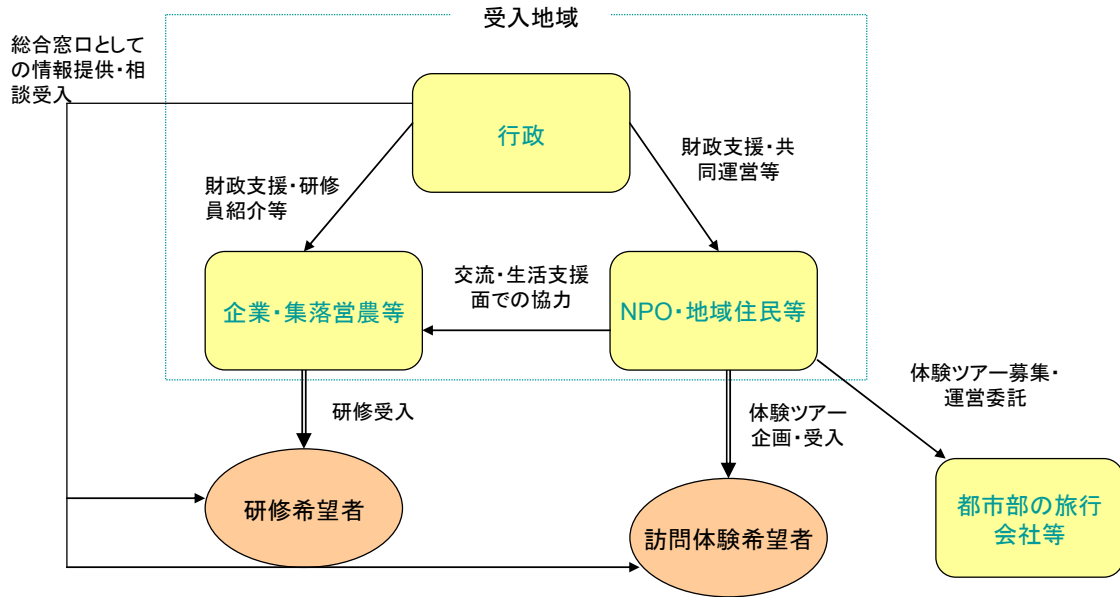 受入地域
総合窓口として
の情報提供・相
談受入
行政
財政支援・共
同運営等
財政支援・研修
員紹介等
交流・生活支援
面での協力
企業・集落営農等
NPO・地域住民等
体験ツアー募集・
運営委託
研修受入
体験ツアー
企画・受入
研修希望者
訪問体験希望者
都市部の旅行
会社等